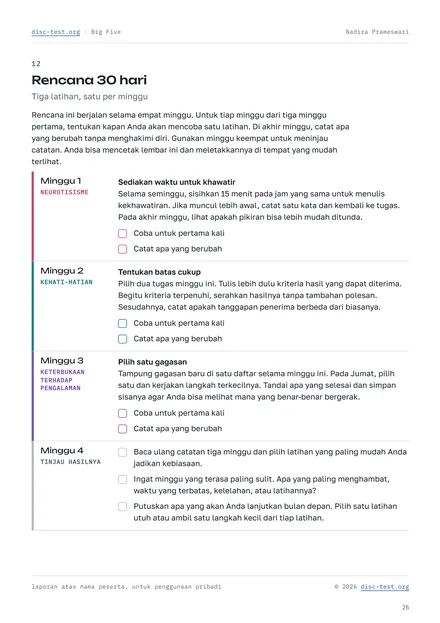 disc-test.org · Big Five
Nadira Prameswari
12
Rencana 30 hari
Tiga latihan, satu per minggu
Rencana ini berjalan selama empat minggu. Untuk tiap minggu dari tiga minggu
pertama, tentukan kapan Anda akan mencoba satu latihan. Di akhir minggu, catat apa
yang berubah tanpa menghakimi diri. Gunakan minggu keempat untuk meninjau
catatan. Anda bisa mencetak lembar ini dan meletakkannya di tempat yang mudah
terlihat.
Minggu 1
NEUROTISISME
Sediakan waktu untuk khawatir
Selama seminggu, sisihkan 15 menit pada jam yang sama untuk menulis
kekhawatiran. Jika muncul lebih awal, catat satu kata dan kembali ke tugas.
Pada akhir minggu, lihat apakah pikiran bisa lebih mudah ditunda.
Coba untuk pertama kali
Catat apa yang berubah
Minggu 2
KEHATI-HATIAN
Tentukan batas cukup
Pilih dua tugas minggu ini. Tulis lebih dulu kriteria hasil yang dapat diterima.
Begitu kriteria terpenuhi, serahkan hasilnya tanpa tambahan polesan.
Sesudahnya, catat apakah tanggapan penerima berbeda dari biasanya.
Coba untuk pertama kali
Catat apa yang berubah
Minggu 3
KETERBUKAAN
TERHADAP
PENGALAMAN
Pilih satu gagasan
Tampung gagasan baru di satu daftar selama minggu ini. Pada Jumat, pilih
satu dan kerjakan langkah terkecilnya. Tandai apa yang selesai dan simpan
sisanya agar Anda bisa melihat mana yang benar-benar bergerak.
Coba untuk pertama kali
Catat apa yang berubah
Minggu 4
TINJAU HASILNYA
Baca ulang catatan tiga minggu dan pilih latihan yang paling mudah Anda
jadikan kebiasaan.
Ingat minggu yang terasa paling sulit. Apa yang paling menghambat,
waktu yang terbatas, kelelahan, atau latihannya?
Putuskan apa yang akan Anda lanjutkan bulan depan. Pilih satu latihan
utuh atau ambil satu langkah kecil dari tiap latihan.
laporan atas nama peserta, untuk penggunaan pribadi
© 2026 disc-test.org
26